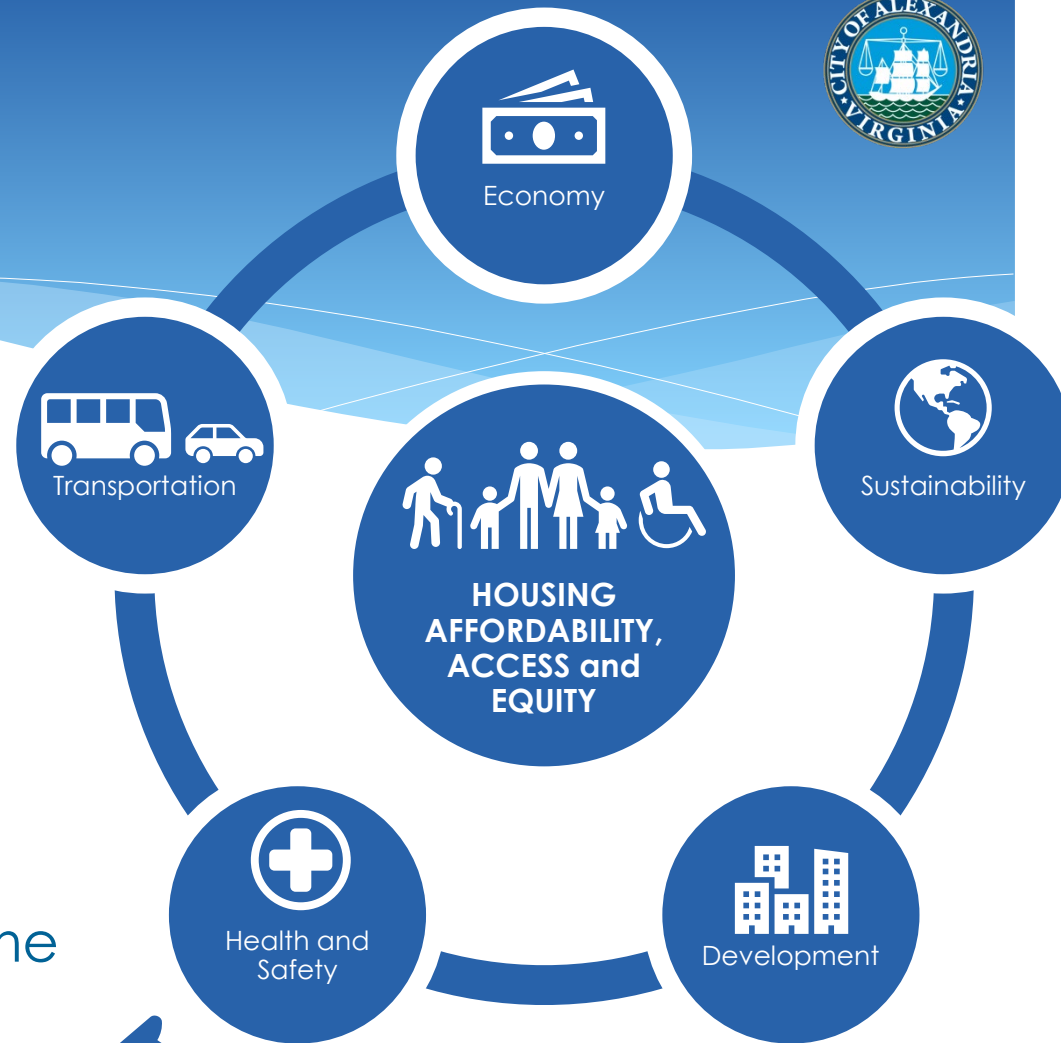 CITY OF ALEXANDRIA
VIRGINIA
Economy
Transportation
Sustainability
HOUSING
AFFORDABILITY,
ACCESS and
EQUITY
Health and
Safety
Development